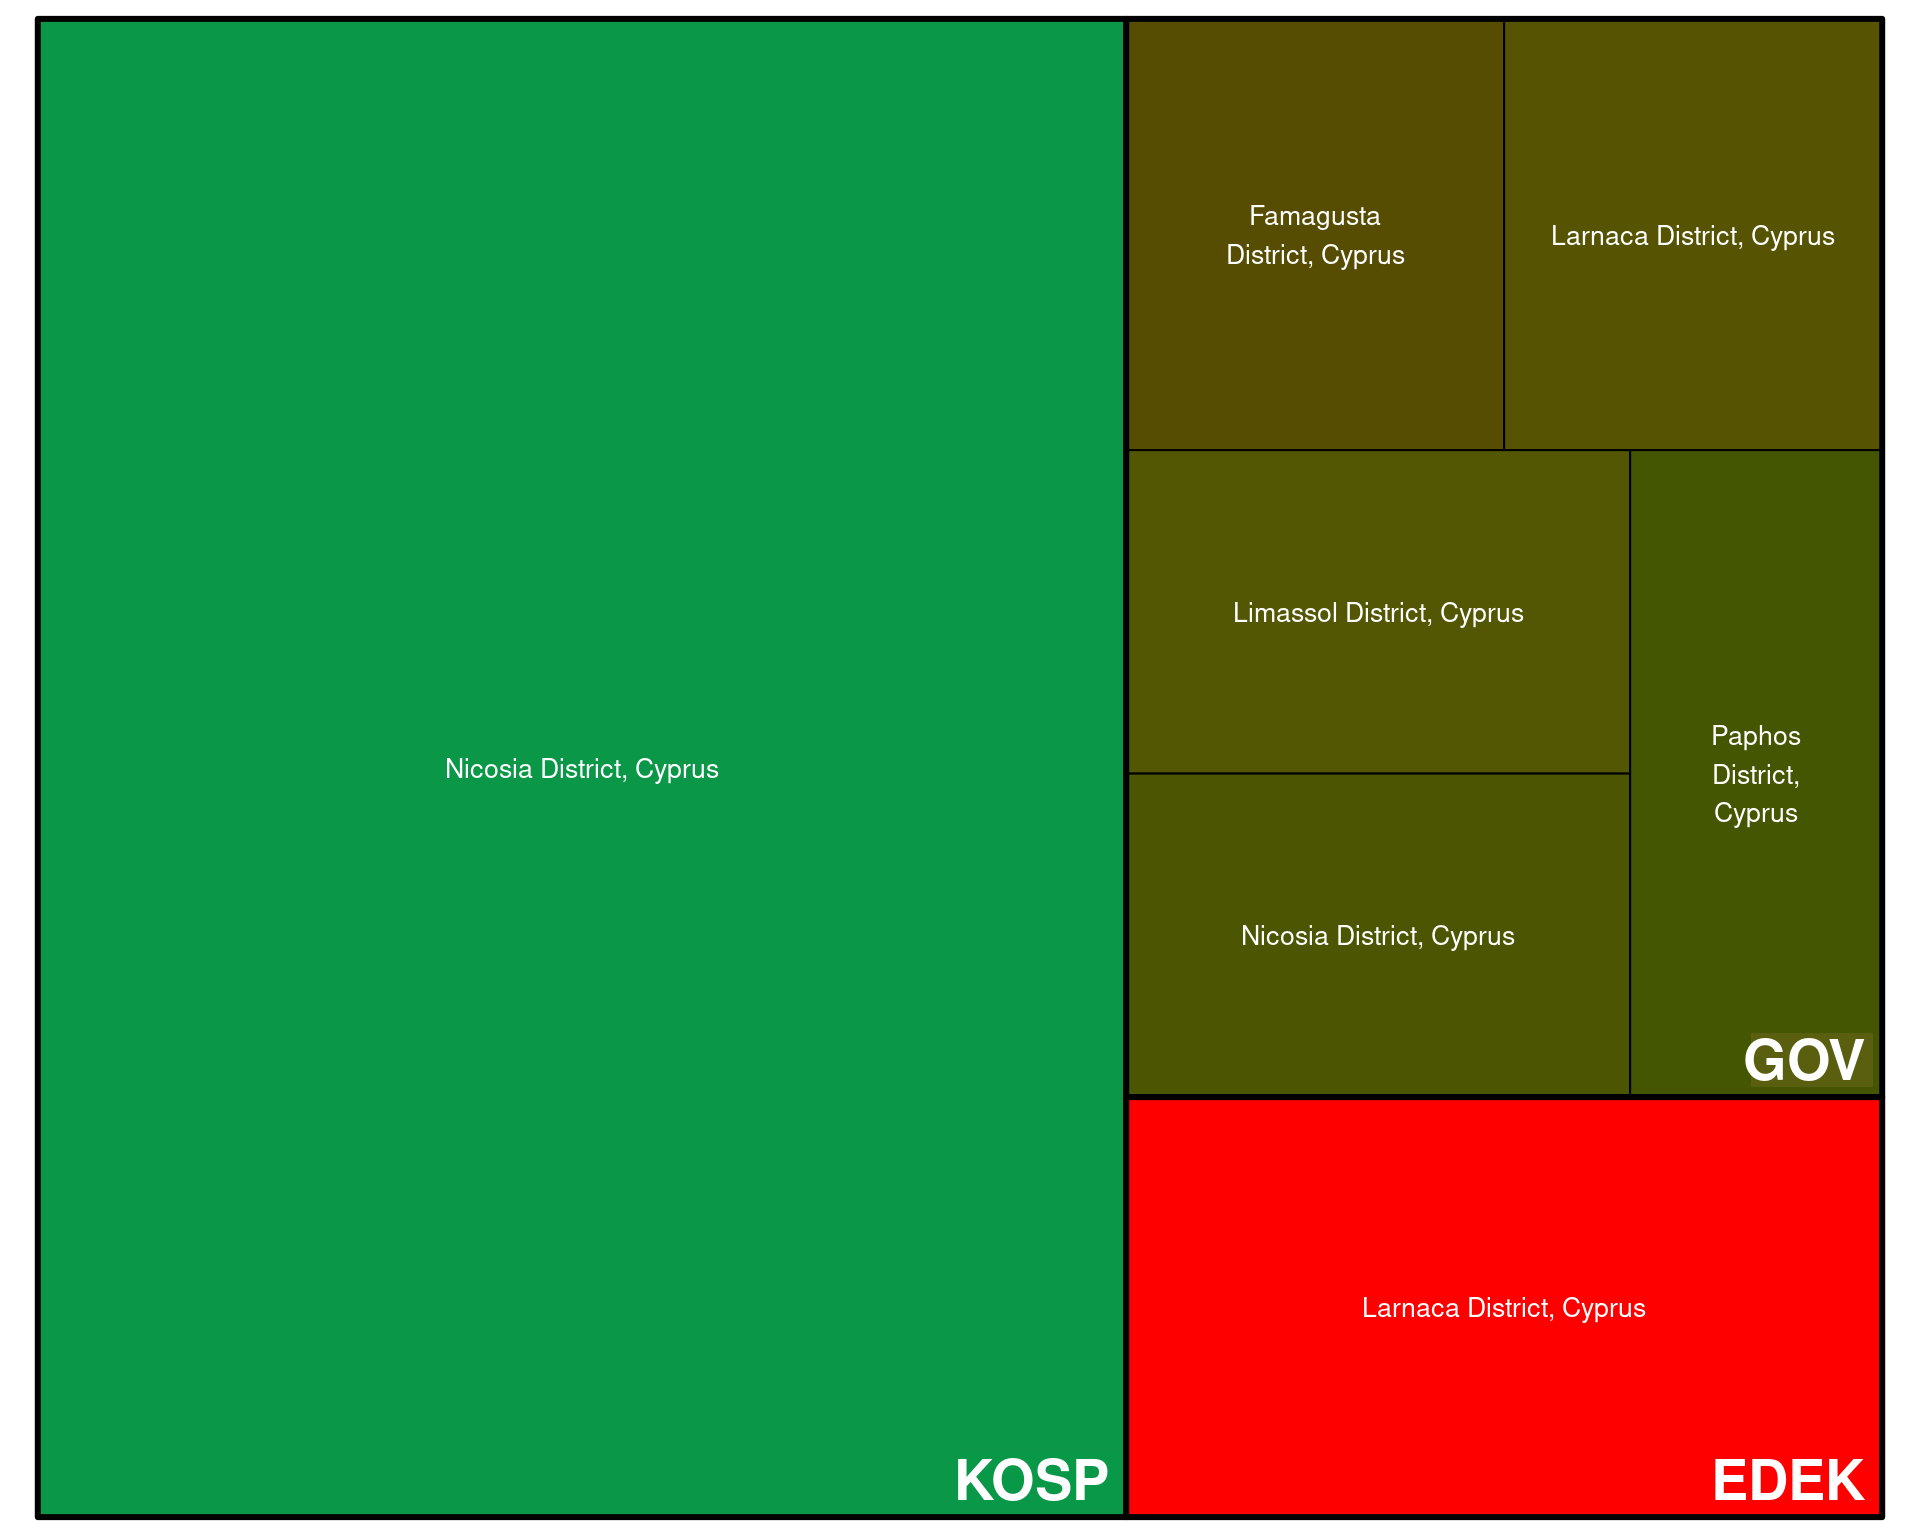 Nicosia District, Cyprus
KOSP
Famagusta
District, Cyprus
Larnaca District, Cyprus
Limassol District, Cyprus
Nicosia District, Cyprus
Paphos
District,
Cyprus
GOV
Larnaca District, Cyprus
EDEK